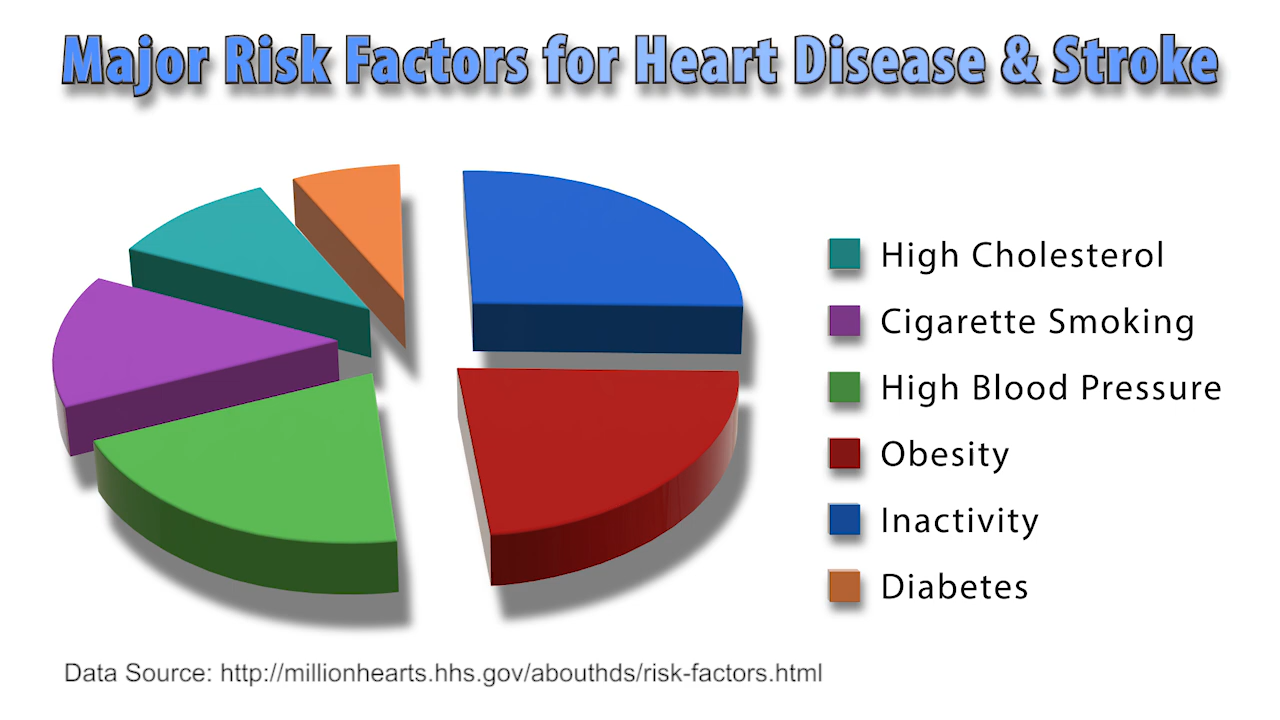 Major Risk Factors for Heart Disease & Stroke
High Cholesterol
Cigarette Smoking
High Blood Pressure
Obesity
Inactivity
Diabetes
Data Source: http://millionhearts.hhs.gov/abouthds/risk-factors.html